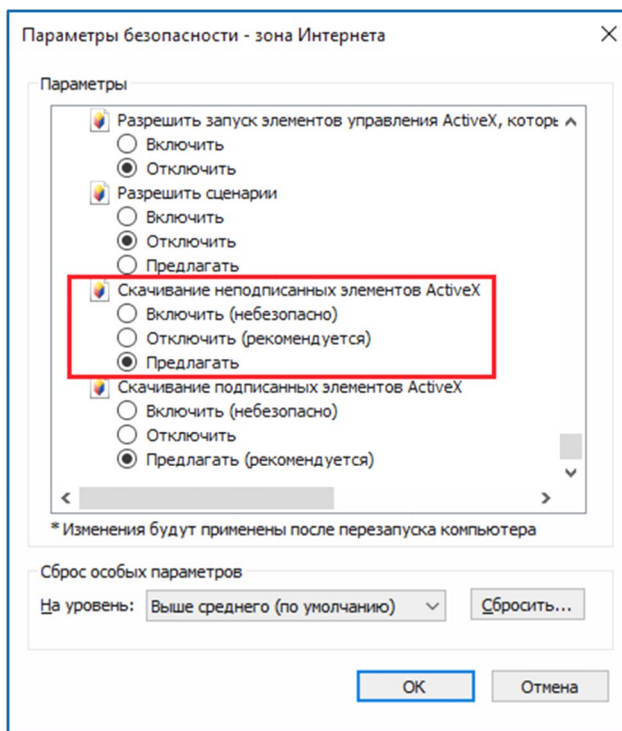 Параметры безопасности - зона Интернета
Параметры
Разрешить запуск элементов управления ActiveX, которь
Включить
Отключить
Разрешить сценарии
Включить
Отключить
Предлагать
Скачивание неподписанных элементов ActiveX
Включить (небезопасно)
Отключить (рекомендуется)
Предлагать
Скачивание подписанных элементов ActiveX
Включить (небезопасно)
Отключить
Предлагать (рекомендуется)
* Изменения будут применены после перезапуска компьютера
Сброс особых параметров
На уровень: Выше среднего (по умолчанию) Сбросить...
ОК Отмена